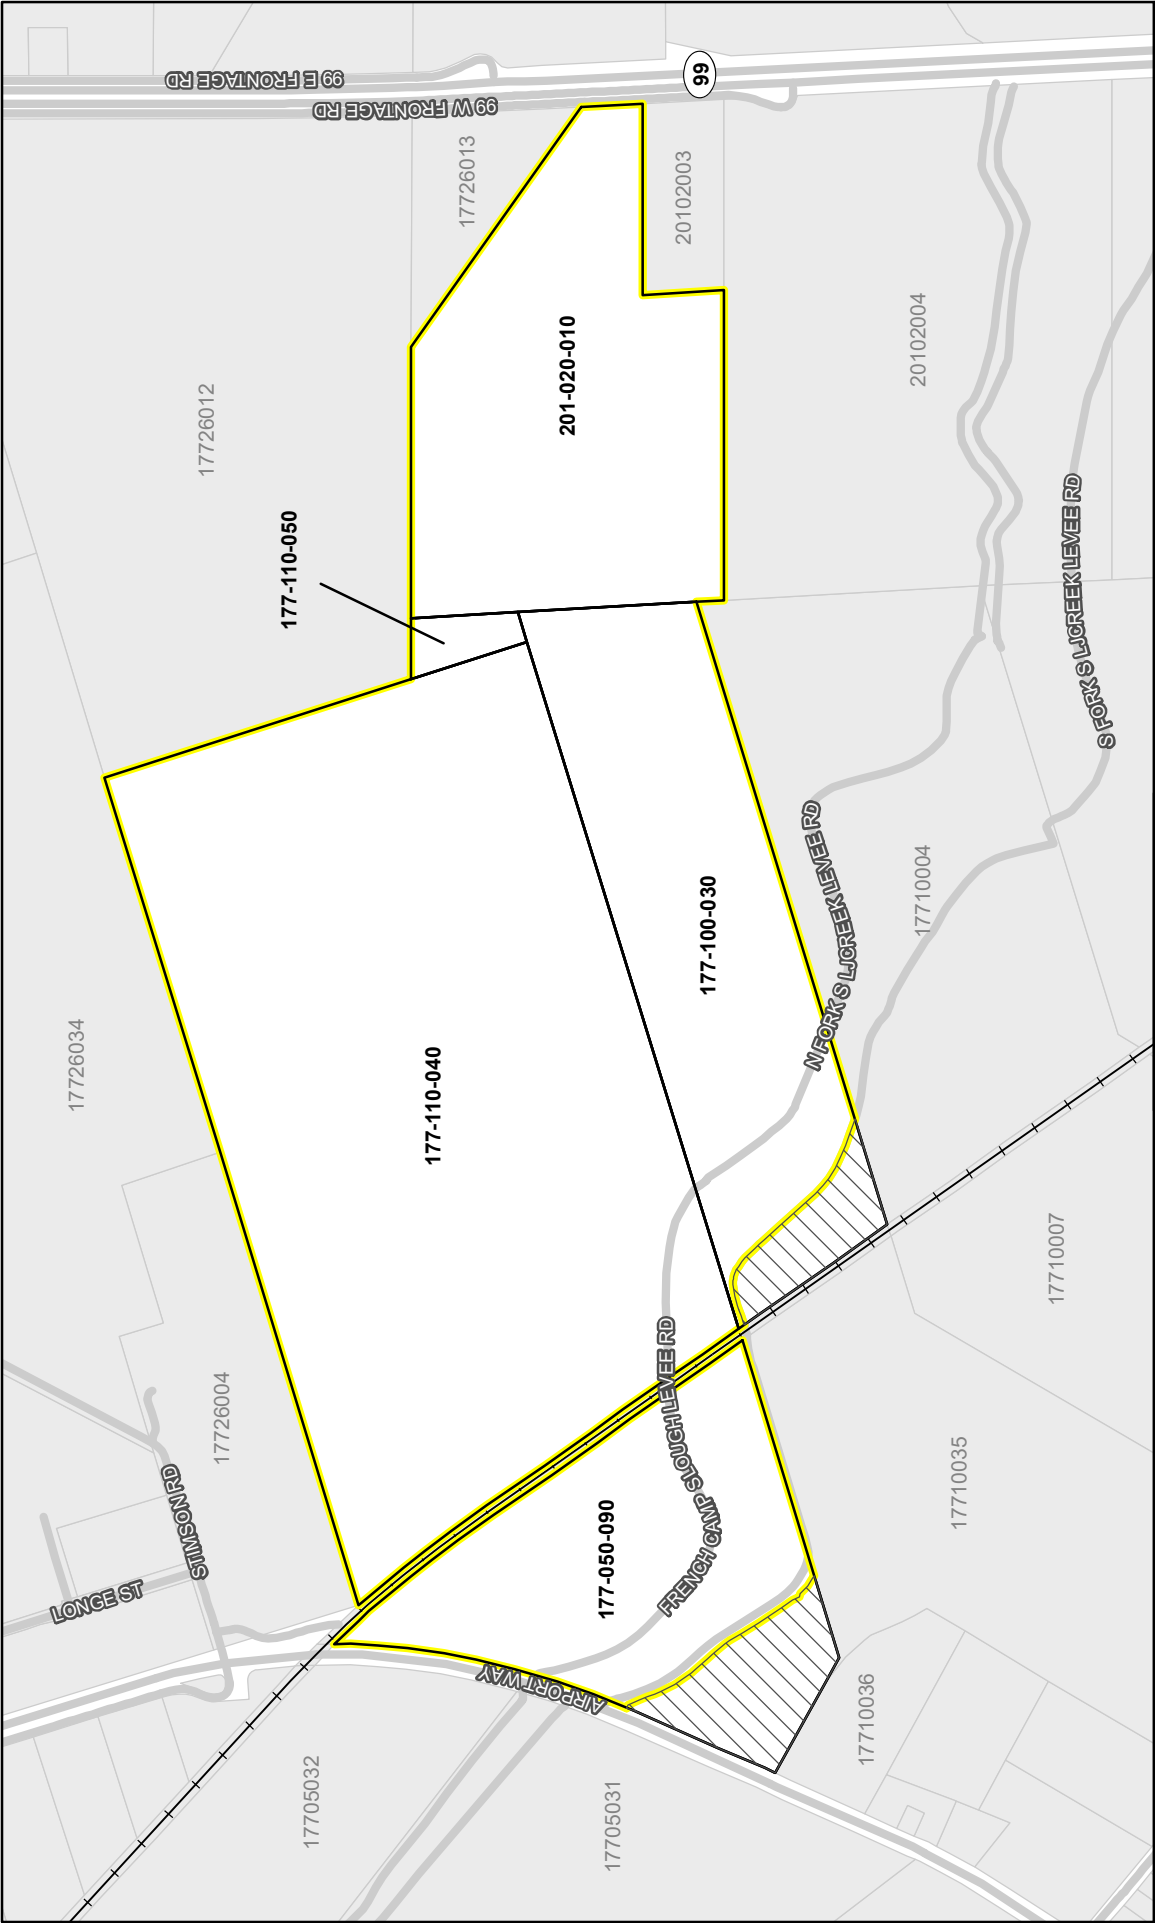 99 E FRONTAGE RD
99 W FRONTAGE RD
99
17726013
20102003
17726012
201-020-010
20102004
177-110-050
S FORK S LJCREEK LEVEE RD
17726034
177-110-040
177-100-030
N FORK S LJCREEK LEVEE RD
17710004
17710007
17726004
STIMSON RD
LONGE ST
FRENCH CAMP SLOUGH LEVEE RD
177-050-090
17710035
AIRPORT WAY
17705032
17705031
17710036